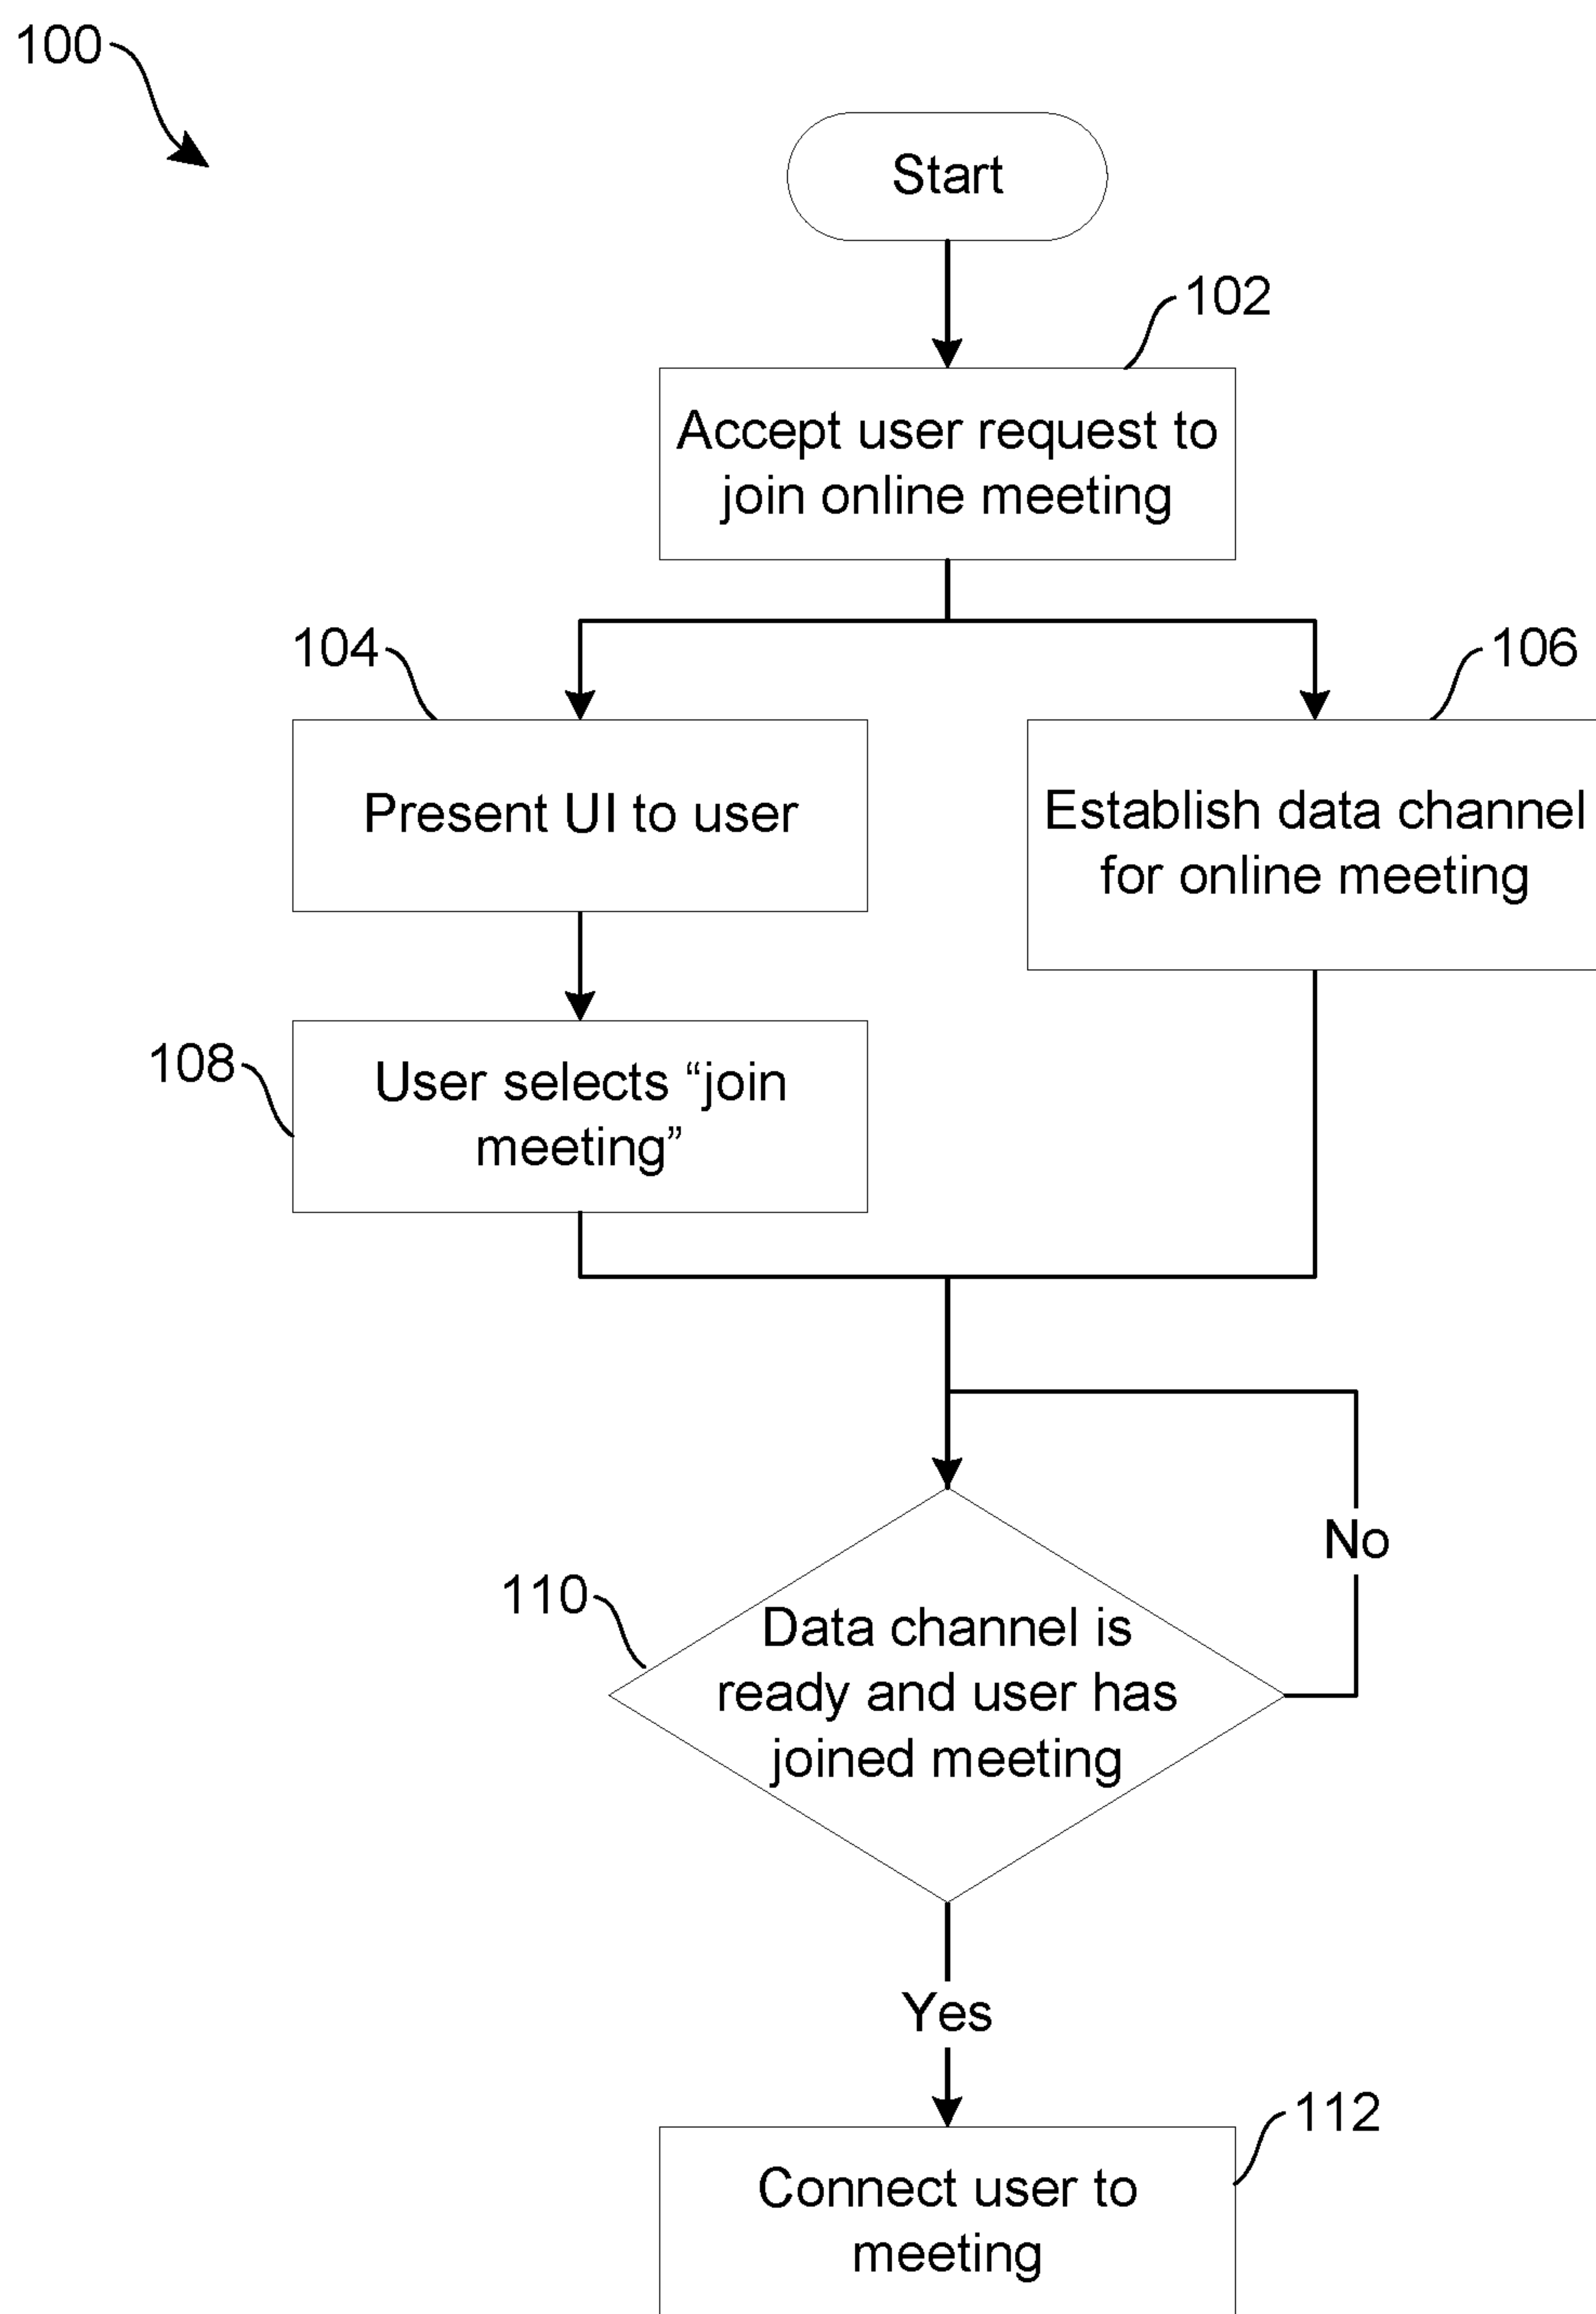 100
Start
102
Accept user request to
join online meeting
104
106
Present UI to user
Establish data channel
for online meeting
108
User selects “join
meeting”
No
110
Data channel is
ready and user has
joined meeting
Yes
112
Connect user to
meeting